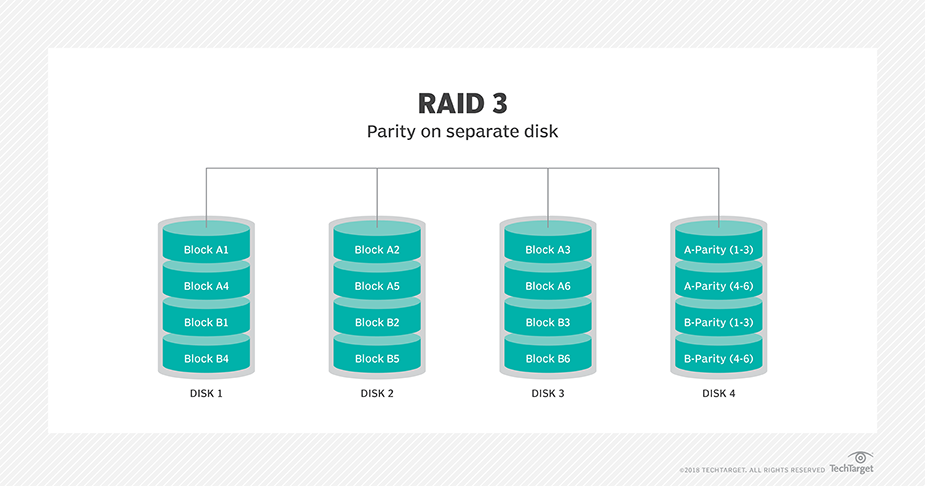 RAID 3
Parity on separate disk
Block A1
Block A2
Block A3
A-Parity (1-3)
Block A4
Block A5
Block A6
A-Parity (4-6)
Block B1
Block B2
Block B3
B-Parity (1-3)
Block B4
Block B5
Block B6
B-Parity (4-6)
DISK 1
DISK 2
DISK 3
DISK 4
©2018 TECHTARGET. ALL RIGHTS RESERVED
TechTarget